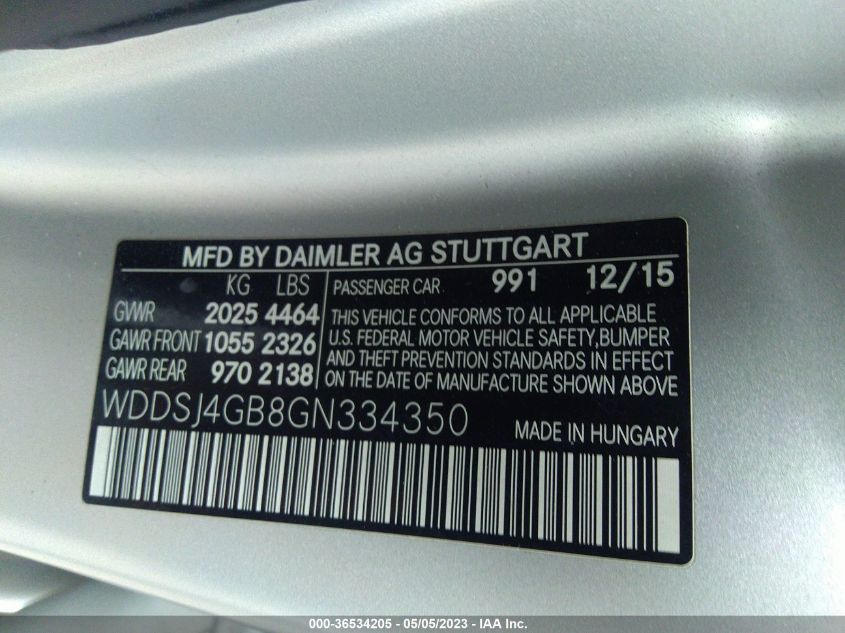 MFD BY DAIMLER AG STUTTGART
KG LBS
GVWR 2025 4464
GAWR FRONT 1055 2326
GAWR REAR 970 2138
PASSENGER CAR 991 12/15
THIS VEHICLE CONFORMS TO ALL APPLICABLE
U.S. FEDERAL MOTOR VEHICLE SAFETY,BUMPER
AND THEFT PREVENTION STANDARDS IN EFFECT
ON THE DATE OF MANUFACTURE SHOWN ABOVE
WDDSJ4GB8GN334350
MADE IN HUNGARY
000-36534205 - 05/05/2023 - IAA Inc.